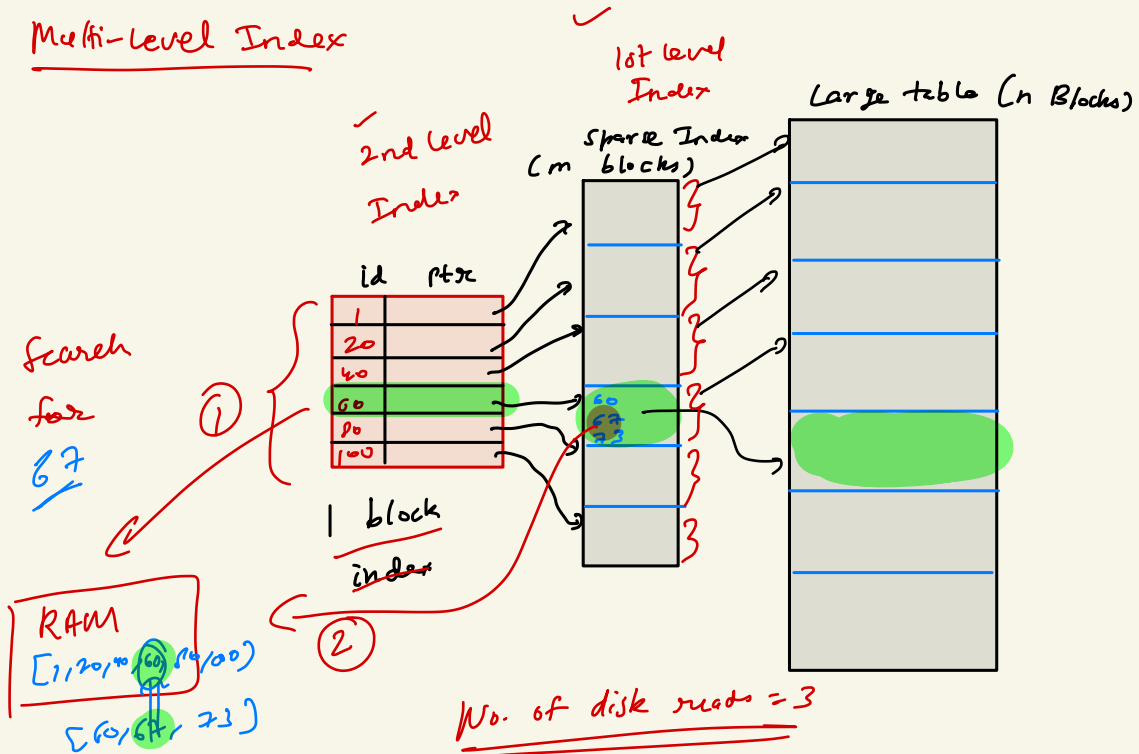 Multi-Level Index
1st level
Index
Large table (n Blocks)
2nd Level
Index
Sparse Index
(m blocks)
id ptr
1
20
40
60
80
100
60
67
73
Search
for
67
1
1 block
index
2
RAM
[1,20,40,60,80,100)
[60,67,73]
No. of disk reads = 3